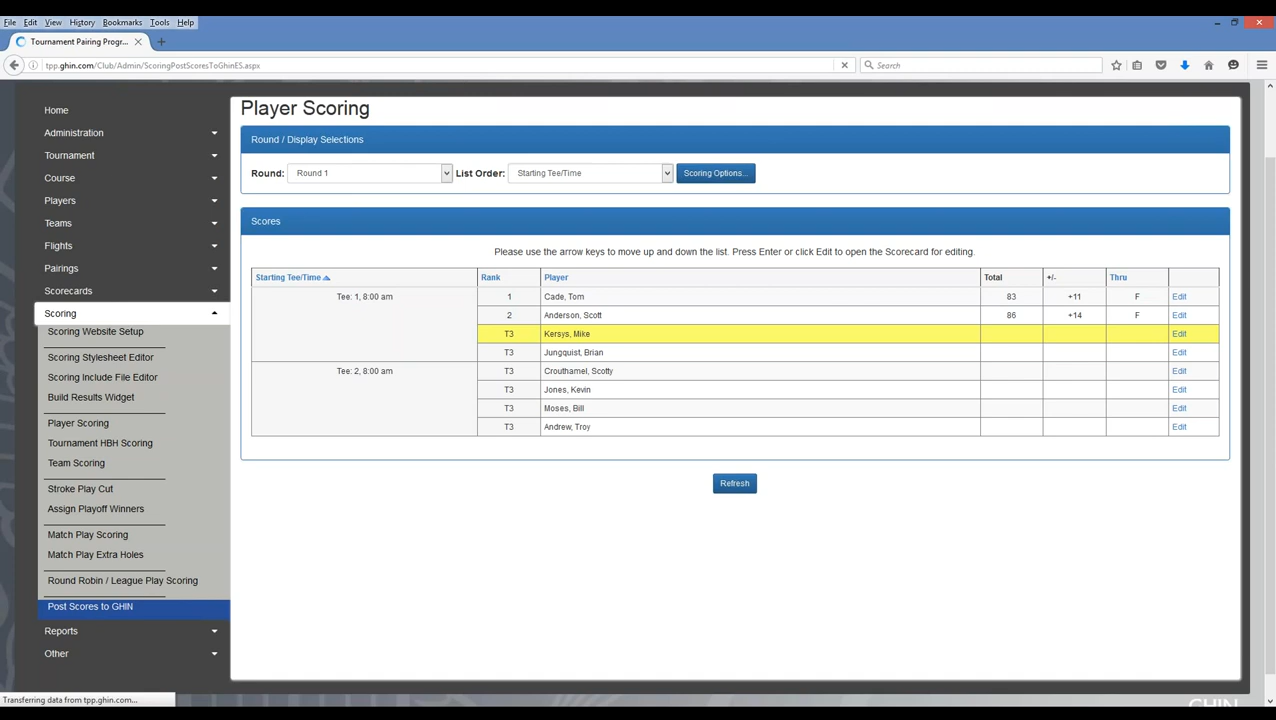 File Edit View History Bookmarks Tools Help
Tournament Pairing Progr...
tpp.ghin.com/Club/Admin/ScoringPostScoresToGhinES.aspx
Search
Home
Administration
Tournament
Course
Players
Teams
Flights
Pairings
Scorecards
Scoring
Scoring Website Setup
Scoring Stylesheet Editor
Scoring Include File Editor
Build Results Widget
Player Scoring
Tournament HBH Scoring
Team Scoring
Stroke Play Cut
Assign Playoff Winners
Match Play Scoring
Match Play Extra Holes
Round Robin / League Play Scoring
Post Scores to GHIN
Reports
Other
Player Scoring
Round / Display Selections
Round: Round 1 List Order: Starting Tee/Time Scoring Options...
Scores
Please use the arrow keys to move up and down the list. Press Enter or click Edit to open the Scorecard for editing.
Starting Tee/Time Rank Player Total +/- Thru
Tee: 1, 8:00 am 1 Cade, Tom 83 +11 F Edit
2 Anderson, Scott 86 +14 F Edit
T3 Kersys, Mike Edit
T3 Jungquist, Brian Edit
Tee: 2, 8:00 am T3 Crouthamel, Scotty Edit
T3 Jones, Kevin Edit
T3 Moses, Bill Edit
T3 Andrew, Troy Edit
Refresh
Transferring data from tpp.ghin.com...
GHIN